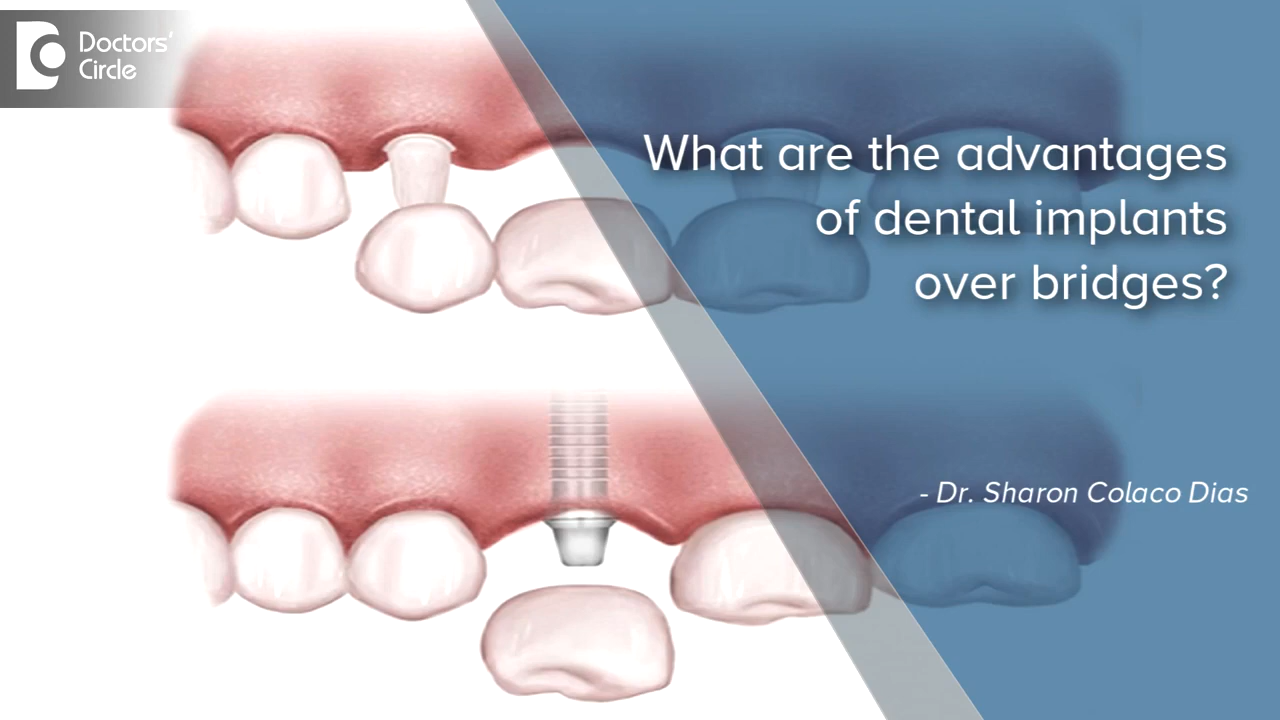 Doctors'
Circle
What are the advantages
of dental implants
over bridges?
- Dr. Sharon Colaco Dias